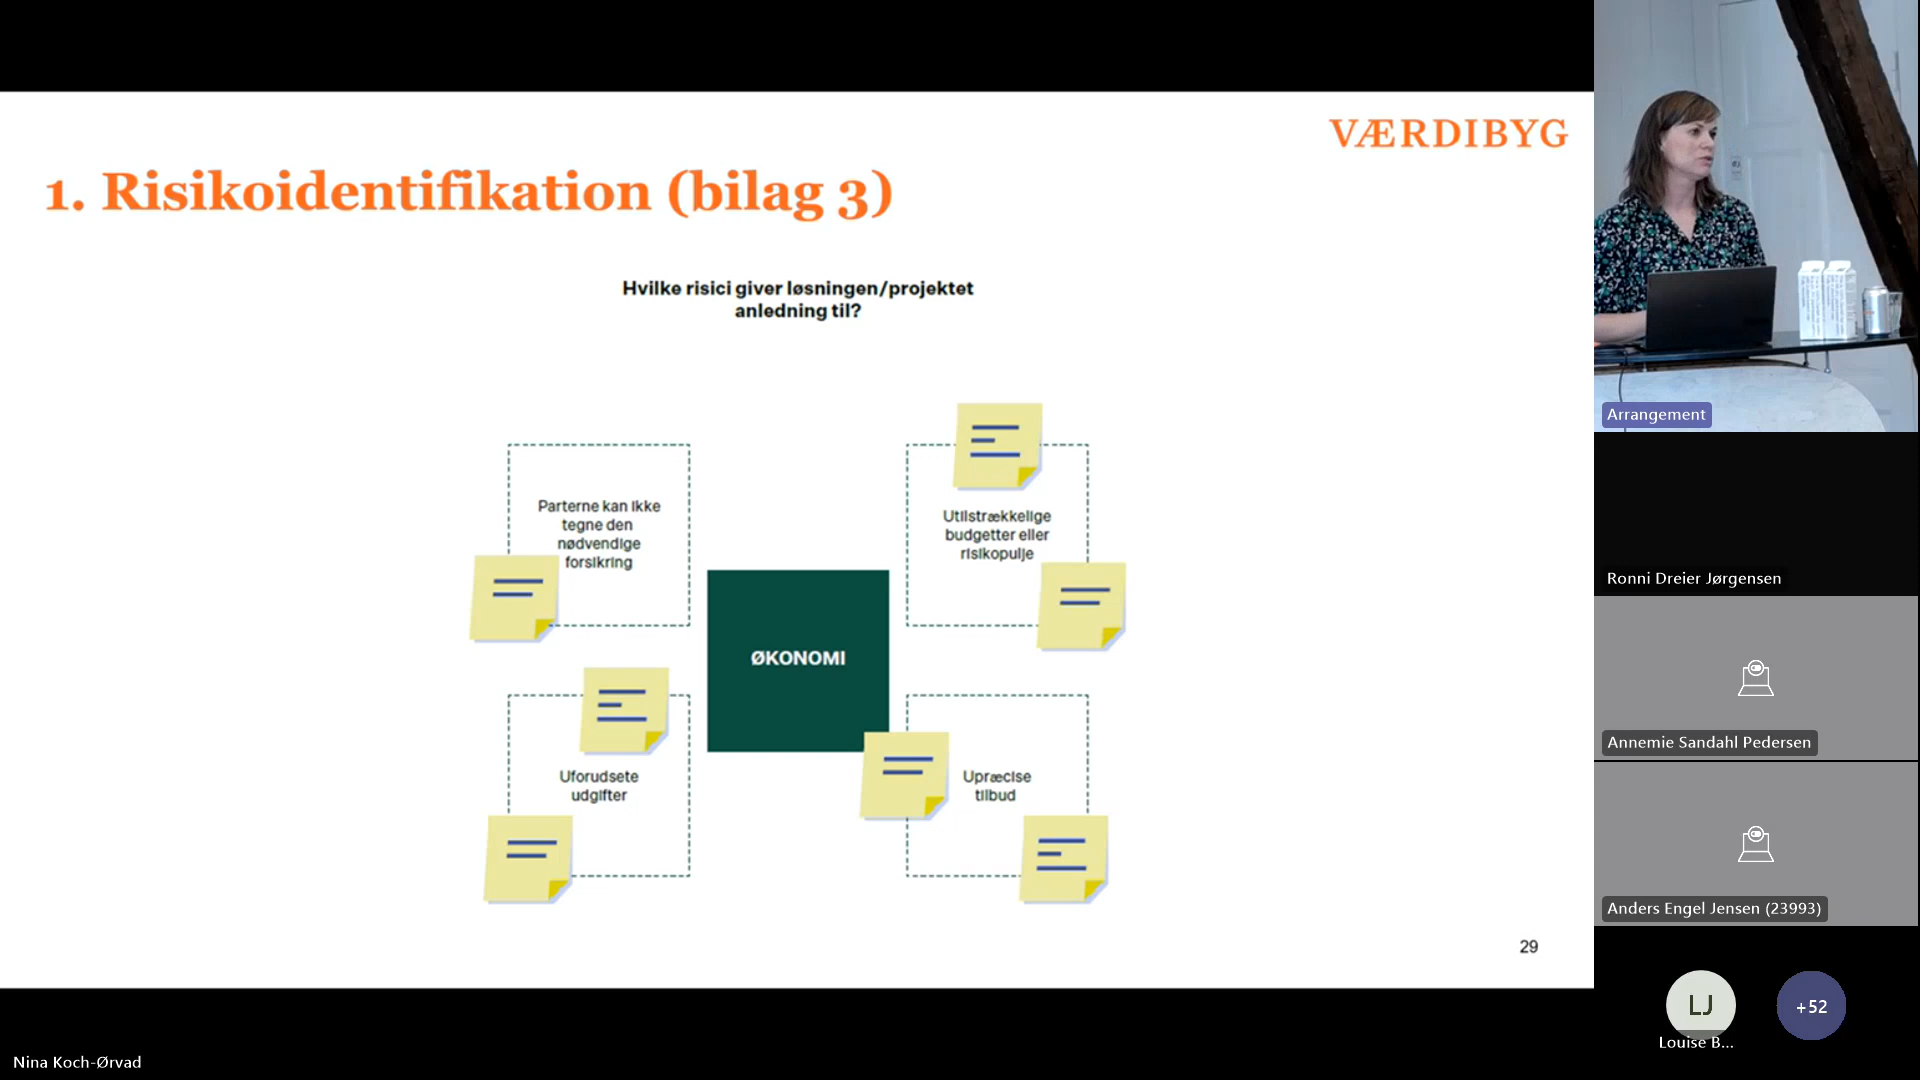 VÆRDIBYG
1. Risikoidentifikation (bilag 3)
Hvilke risici giver løsningen/projektet
anledning til?
Parterne kan ikke
tegne den
nødvendige
forsikring
Utilstrækkelige
budgetter eller
risikopulje
ØKONOMI
Uforudsete
udgifter
Upræcise
tilbud
29
Nina Koch-Ørvad
Arrangement
Ronni Dreier Jørgensen
Annemie Sandahl Pedersen
Anders Engel Jensen (23993)
LJ
+52
Louise B...